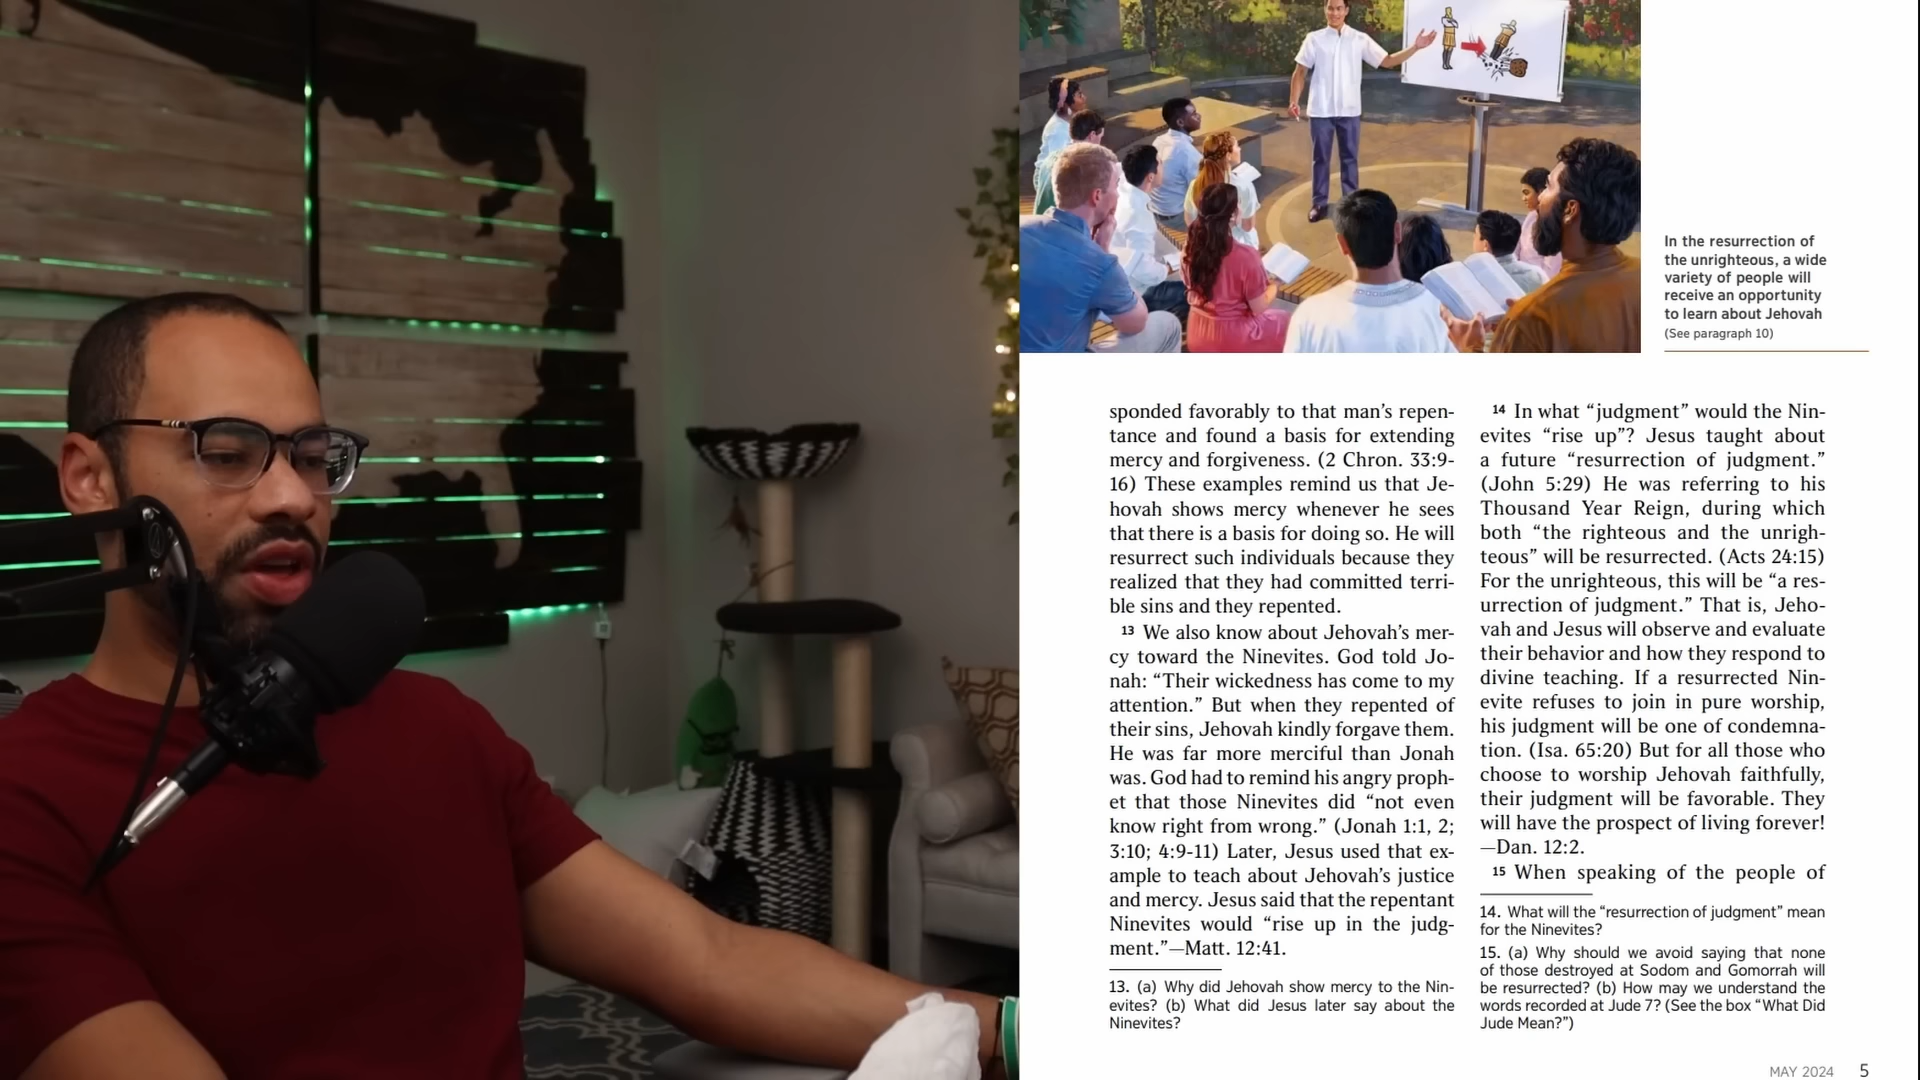 In the resurrection of
the unrighteous, a wide
variety of people will
receive an opportunity
to learn about Jehovah
(See paragraph 10)
sponded favorably to that man’s repen-
tance and found a basis for extending
mercy and forgiveness. (2 Chron. 33:9-
16) These examples remind us that Je-
hovah shows mercy whenever he sees
that there is a basis for doing so. He will
resurrect such individuals because they
realized that they had committed terri-
ble sins and they repented.
13 We also know about Jehovah’s mer-
cy toward the Ninevites. God told Jo-
nah: “Their wickedness has come to my
attention.” But when they repented of
their sins, Jehovah kindly forgave them.
He was far more merciful than Jonah
was. God had to remind his angry proph-
et that those Ninevites did “not even
know right from wrong.” (Jonah 1:1, 2;
3:10; 4:9-11) Later, Jesus used that ex-
ample to teach about Jehovah’s justice
and mercy. Jesus said that the repentant
Ninevites would “rise up in the judg-
ment.”—Matt. 12:41.
13. (a) Why did Jehovah show mercy to the Nin-
evites? (b) What did Jesus later say about the
Ninevites?
14 In what “judgment” would the Nin-
evites “rise up”? Jesus taught about
a future “resurrection of judgment.”
(John 5:29) He was referring to his
Thousand Year Reign, during which
both “the righteous and the unrigh-
teous” will be resurrected. (Acts 24:15)
For the unrighteous, this will be “a res-
urrection of judgment.” That is, Jeho-
vah and Jesus will observe and evaluate
their behavior and how they respond to
divine teaching. If a resurrected Nin-
evite refuses to join in pure worship,
his judgment will be one of condemna-
tion. (Isa. 65:20) But for all those who
choose to worship Jehovah faithfully,
their judgment will be favorable. They
will have the prospect of living forever!
—Dan. 12:2.
15 When speaking of the people of
14. What will the “resurrection of judgment” mean
for the Ninevites?
15. (a) Why should we avoid saying that none
of those destroyed at Sodom and Gomorrah will
be resurrected? (b) How may we understand the
words recorded at Jude 7? (See the box “What Did
Jude Mean?”)
MAY 2024 5